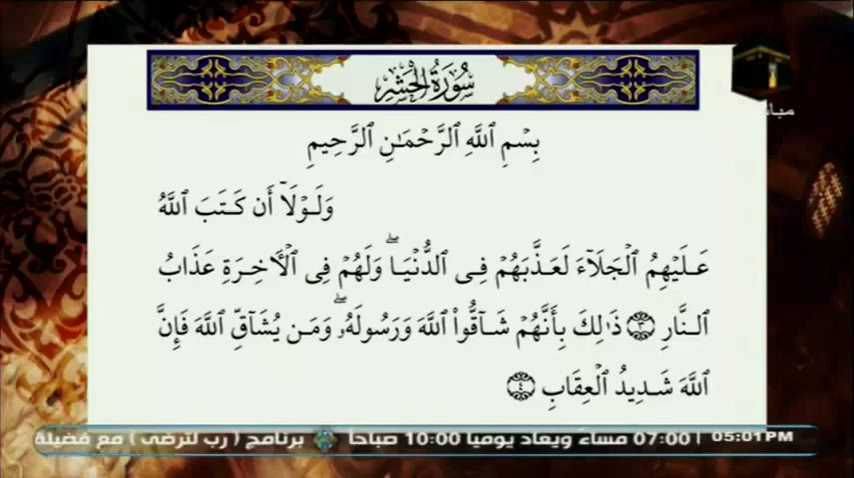 سُورَةُ الحَشْرِ
بِسْمِ ٱللَّهِ ٱلرَّحْمَٰنِ ٱلرَّحِيمِ
وَلَوْلَآ أَن كَتَبَ ٱللَّهُ
عَلَيْهِمُ ٱلْجَلَآءَ لَعَذَّبَهُمْ فِى ٱلدُّنْيَا ۖ وَلَهُمْ فِى ٱلْـَٔاخِرَةِ عَذَابُ
ٱلنَّارِ ٣ ذَٰلِكَ بِأَنَّهُمْ شَآقُّوا۟ ٱللَّهَ وَرَسُولَهُۥ ۖ وَمَن يُشَآقِّ ٱللَّهَ فَإِنَّ
ٱللَّهَ شَدِيدُ ٱلْعِقَابِ ٤
07:00 مساءً ويعاد يوميا 10:00 صباحاً برنامج ( رب لترضى ) مع فضيلة
05:01PM